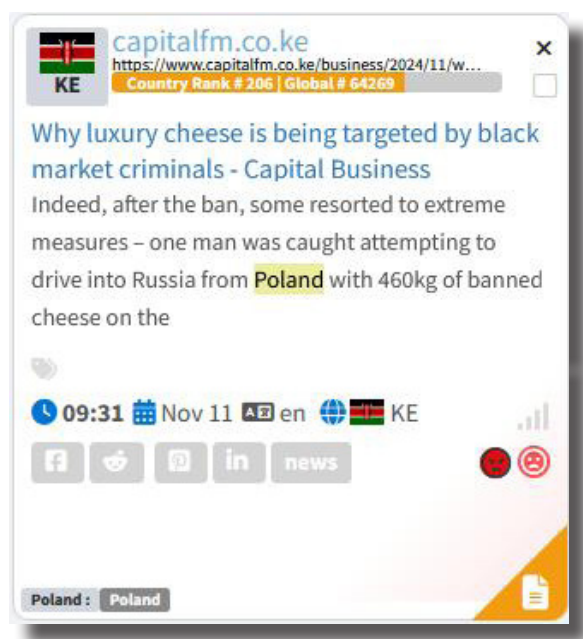 capitalfm.co.ke
https://www.capitalfm.co.ke/business/2024/11/w...
KE
Country Rank # 206 | Global # 64269
Why luxury cheese is being targeted by black
market criminals - Capital Business
Indeed, after the ban, some resorted to extreme
measures – one man was caught attempting to
drive into Russia from Poland with 460kg of banned
cheese on the
09:31 Nov 11 en KE
in news
Poland : Poland